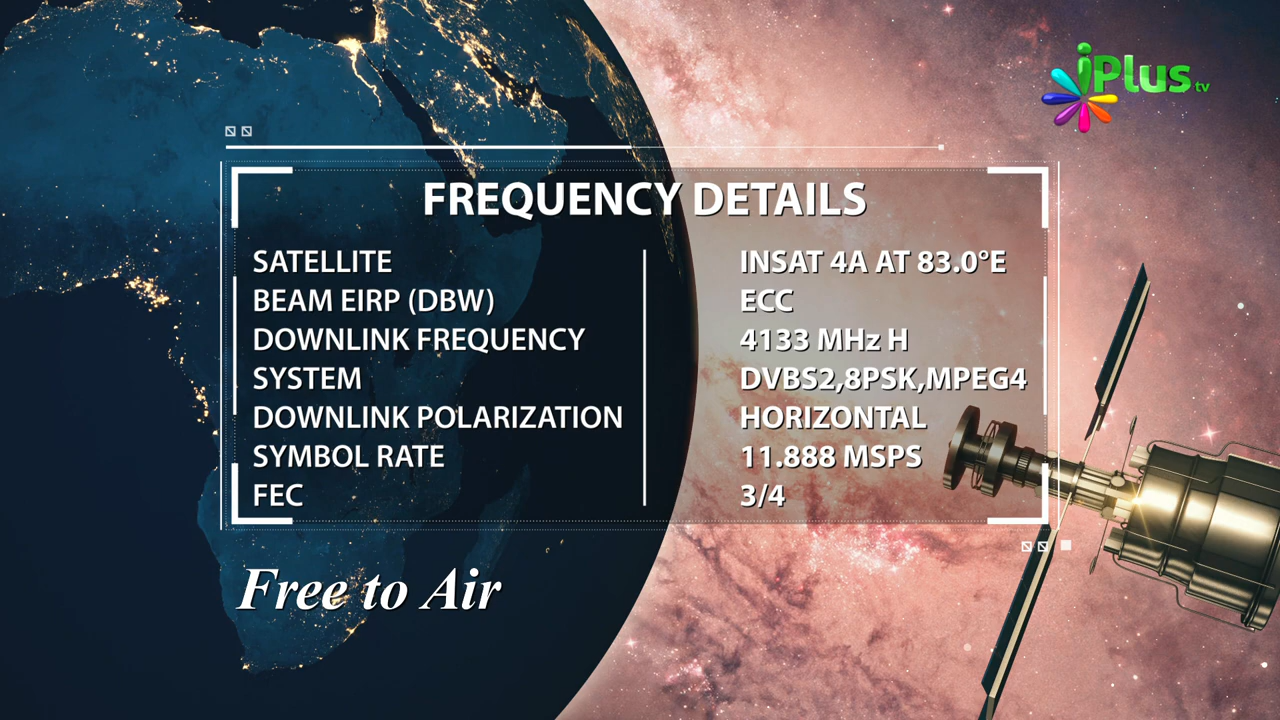 iPlus tv
FREQUENCY DETAILS
SATELLITE INSAT 4A AT 83.0°E
BEAM EIRP (DBW) ECC
DOWNLINK FREQUENCY 4133 MHz H
SYSTEM DVBS2,8PSK,MPEG4
DOWNLINK POLARIZATION HORIZONTAL
SYMBOL RATE 11.888 MSPS
FEC 3/4
Free to Air